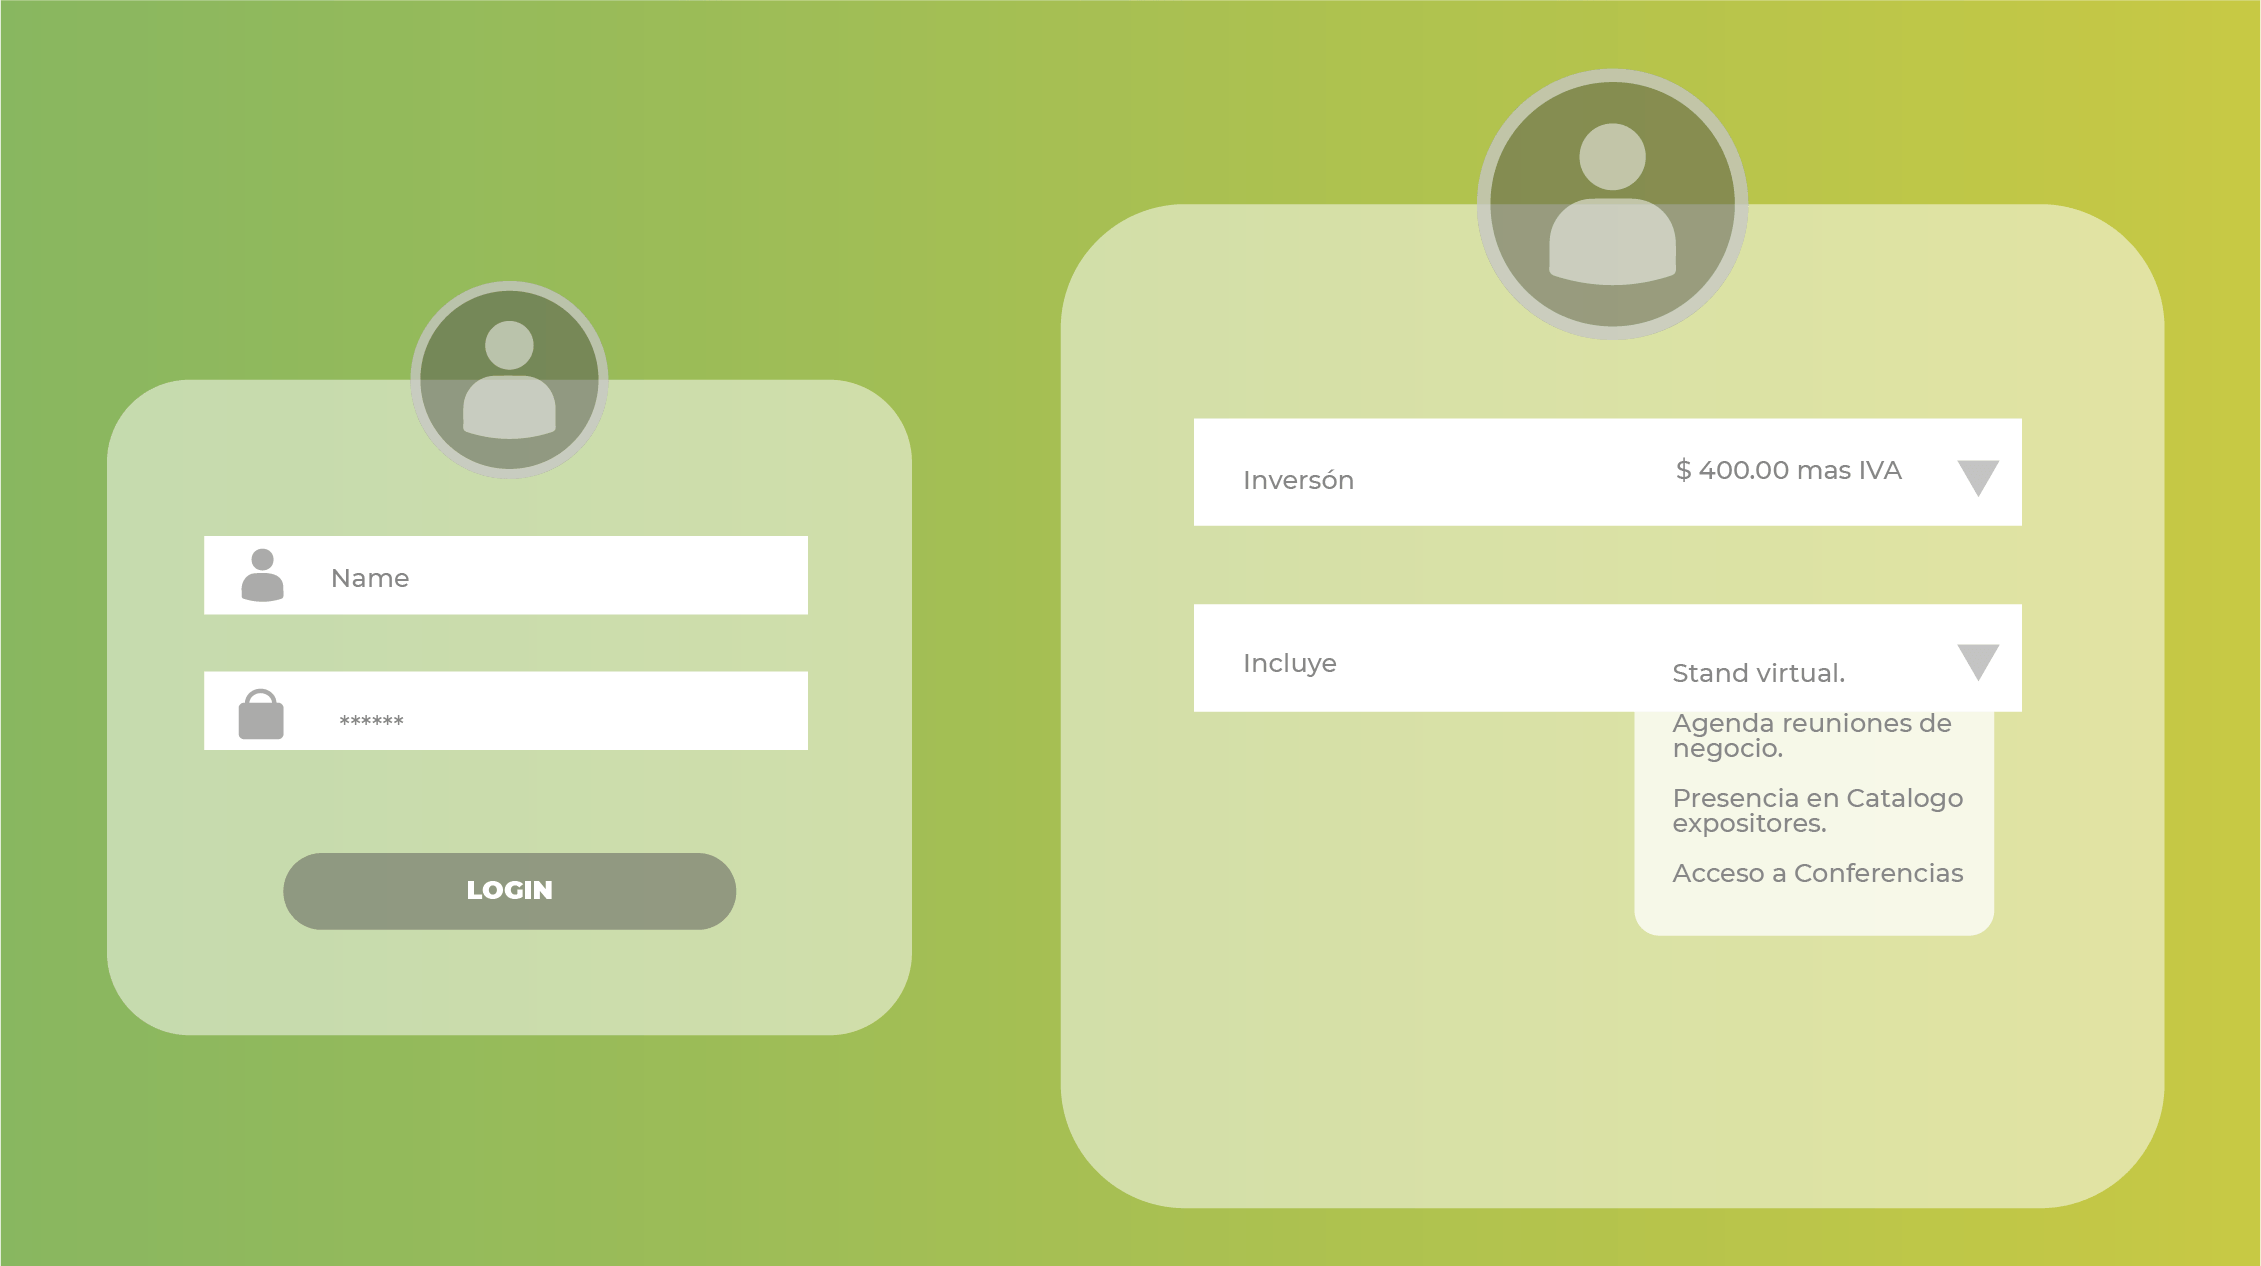 Name
******
LOGIN
Inversón
$ 400.00 mas IVA
Incluye
Stand virtual.
Agenda reuniones de
negocio.
Presencia en Catalogo
expositores.
Acceso a Conferencias